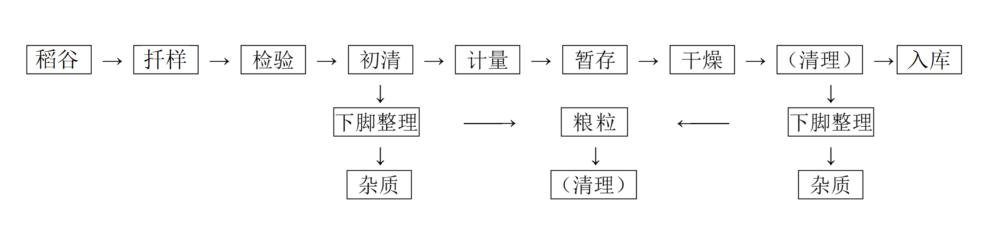 稻谷 → 扦样 → 检验 → 初清 → 计量 → 暂存 → 干燥 → （清理） → 入库
下脚整理 → 粮粒 ← 下脚整理
杂质 （清理） 杂质